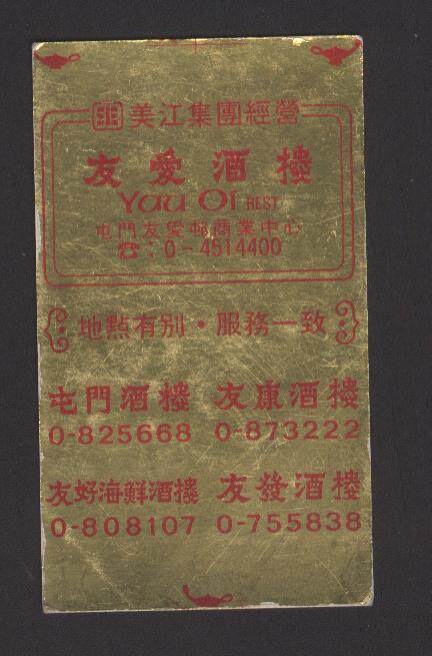 美江集團經營
友愛酒樓
Yau Oi REST
屯門友愛邨商業中心
☎：0-4514400
地點有别・服務一致
屯門酒樓 友康酒樓
0-825668 0-873222
友好海鮮酒樓 友發酒樓
0-808107 0-755838